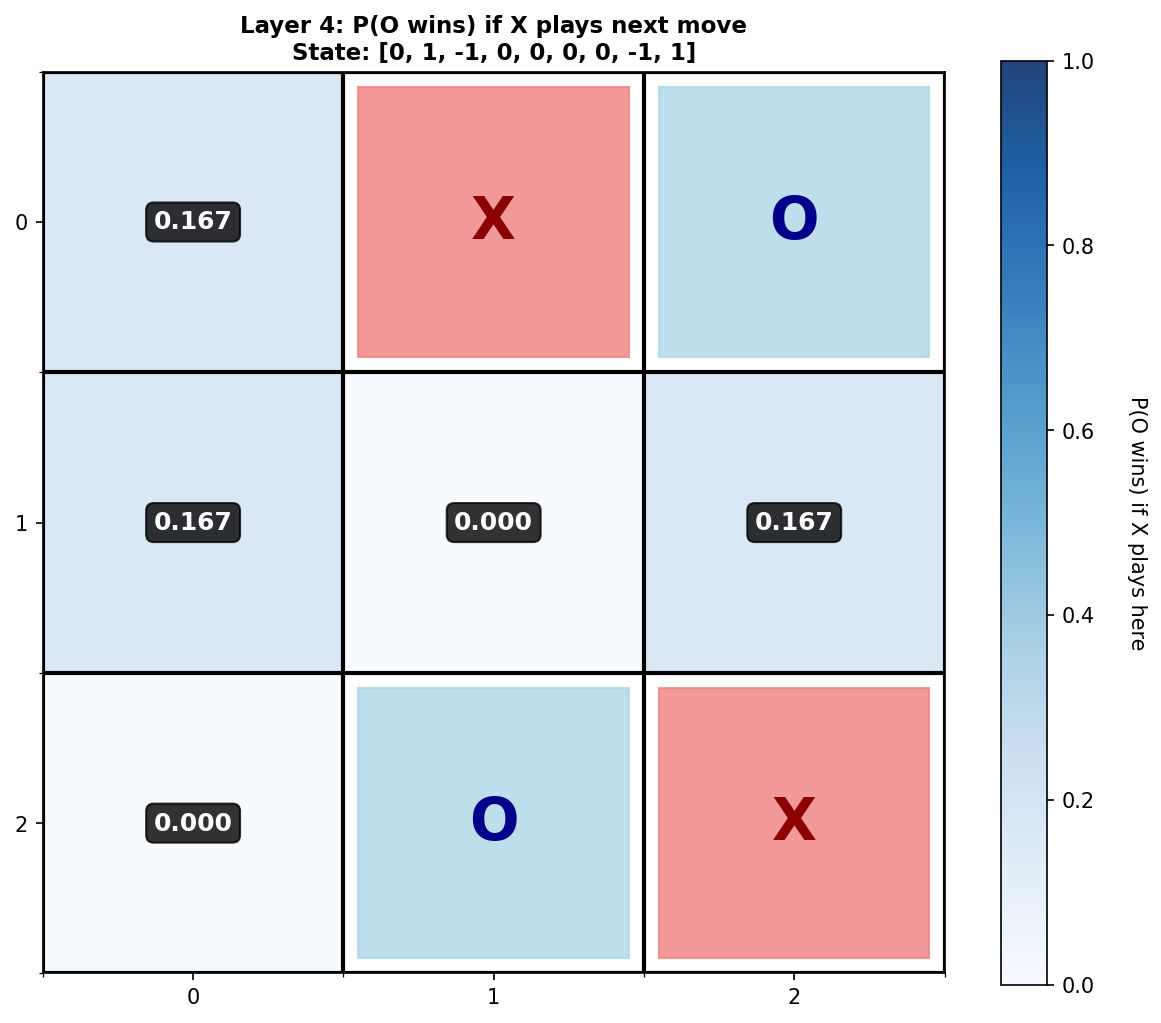 Layer 4: P(O wins) if X plays next move
State: [0, 1, -1, 0, 0, 0, 0, -1, 1]
0
0.167
X
O
1
0.167
0.000
0.167
2
0.000
O
X
0
1
2
1.0
0.8
0.6
0.4
0.2
0.0
P(O wins) if X plays here